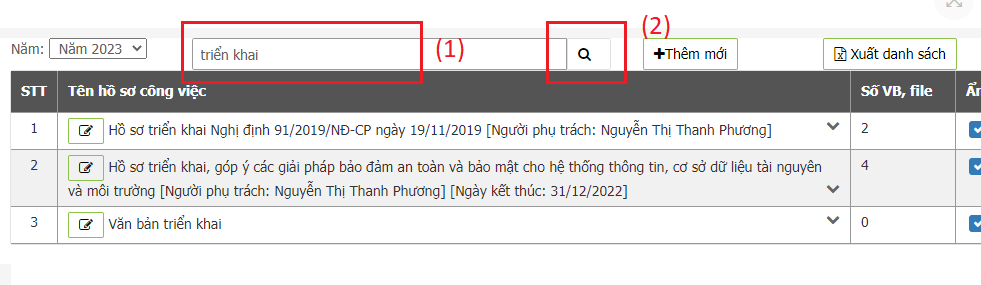 (2)
Năm: Năm 2023 triển khai (1) Thêm mới Xuất danh sách
STT Tên hồ sơ công việc Số VB, file Ẩn
1 Hồ sơ triển khai Nghị định 91/2019/NĐ-CP ngày 19/11/2019 [Người phụ trách: Nguyễn Thị Thanh Phương] 2
2 Hồ sơ triển khai, góp ý các giải pháp bảo đảm an toàn và bảo mật cho hệ thống thông tin, cơ sở dữ liệu tài nguyên 4
và môi trường [Người phụ trách: Nguyễn Thị Thanh Phương] [Ngày kết thúc: 31/12/2022]
3 Văn bản triển khai 0